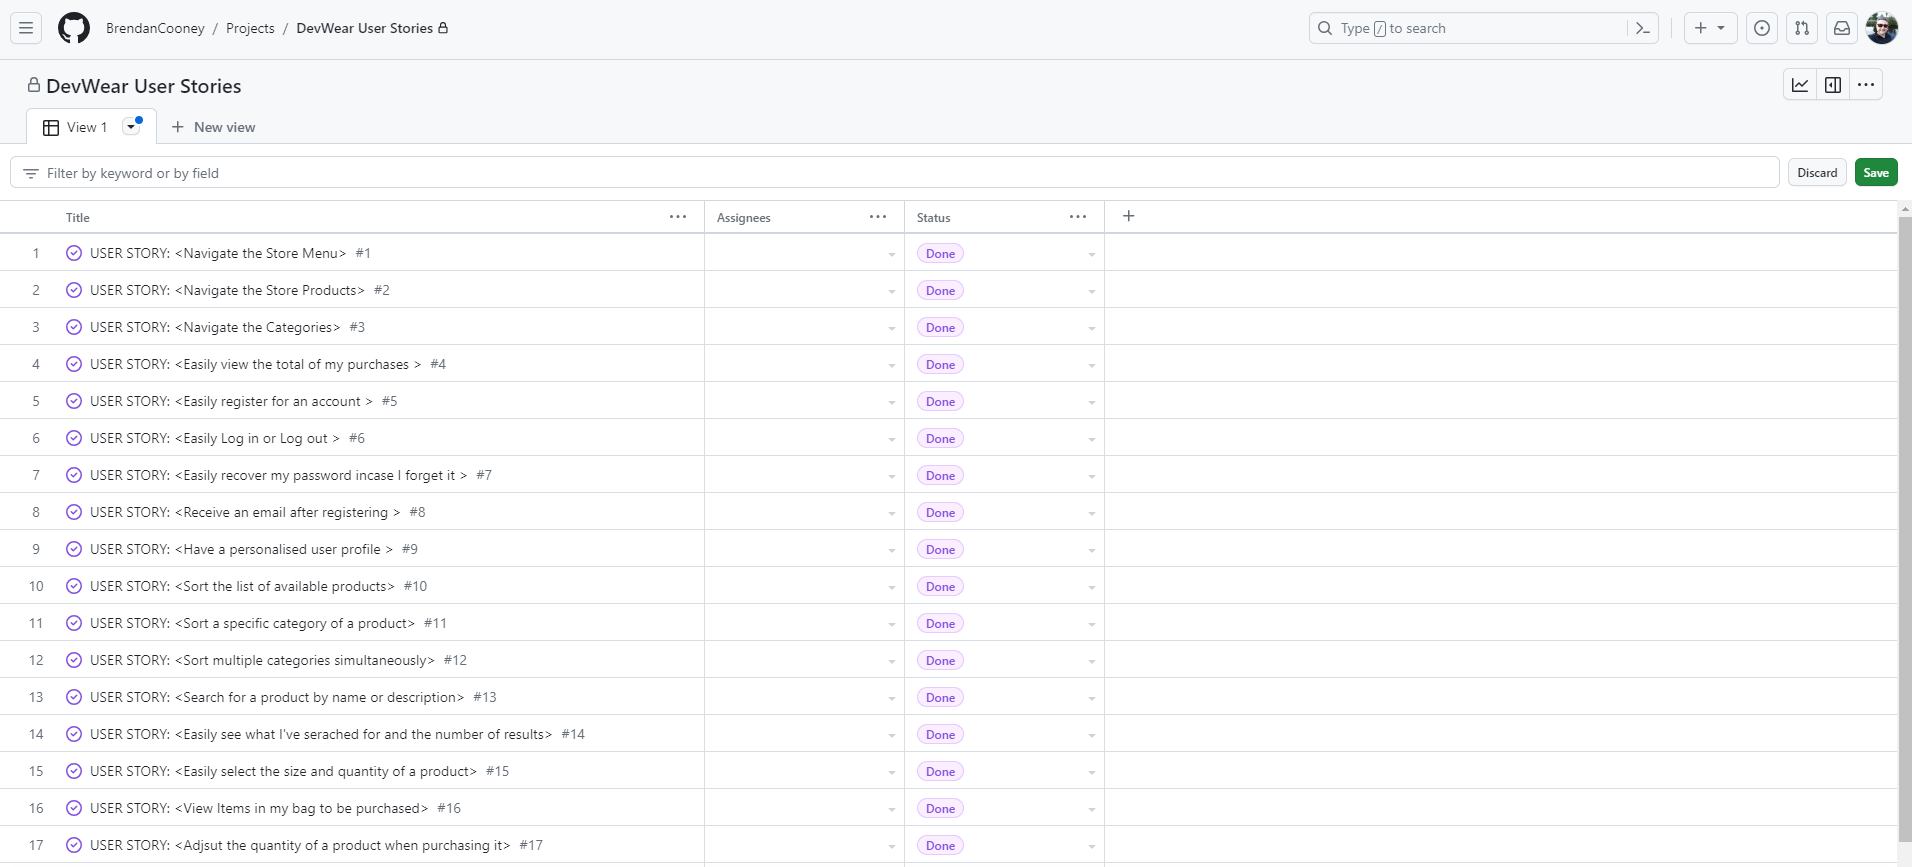 BrendanCooney / Projects / DevWear User Stories
Type / to search
DevWear User Stories
View 1
New view
Filter by keyword or by field
Discard
Save
Title Assignees Status
1 USER STORY: <Navigate the Store Menu> #1 Done
2 USER STORY: <Navigate the Store Products> #2 Done
3 USER STORY: <Navigate the Categories> #3 Done
4 USER STORY: <Easily view the total of my purchases > #4 Done
5 USER STORY: <Easily register for an account > #5 Done
6 USER STORY: <Easily Log in or Log out > #6 Done
7 USER STORY: <Easily recover my password incase I forget it > #7 Done
8 USER STORY: <Receive an email after registering > #8 Done
9 USER STORY: <Have a personalised user profile > #9 Done
10 USER STORY: <Sort the list of available products> #10 Done
11 USER STORY: <Sort a specific category of a product> #11 Done
12 USER STORY: <Sort multiple categories simultaneously> #12 Done
13 USER STORY: <Search for a product by name or description> #13 Done
14 USER STORY: <Easily see what I've serached for and the number of results> #14 Done
15 USER STORY: <Easily select the size and quantity of a product> #15 Done
16 USER STORY: <View Items in my bag to be purchased> #16 Done
17 USER STORY: <Adjsut the quantity of a product when purchasing it> #17 Done